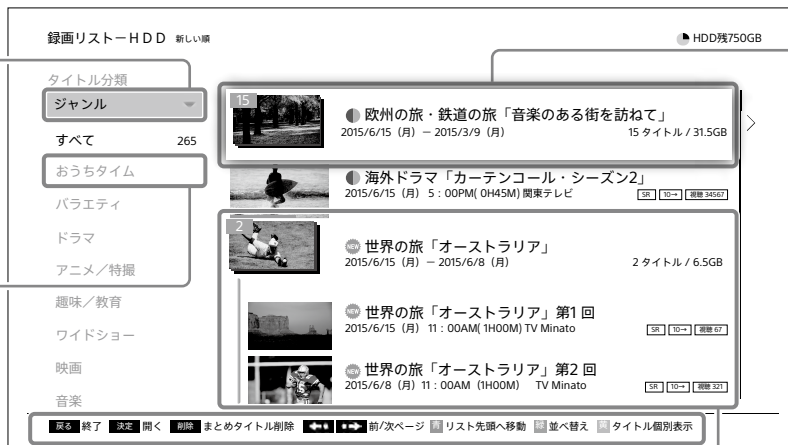 録画リストーＨＤＤ 新しい順
HDD残750GB
タイトル分類
ジャンル
すべて 265
おうちタイム
バラエティ
ドラマ
アニメ／特撮
趣味／教育
ワイドショー
映画
音楽
15
欧州の旅・鉄道の旅「音楽のある街を訪ねて」
2015/6/15（月）－ 2015/3/9（月） 15 タイトル / 31.5GB
海外ドラマ「カーテンコール・シーズン2」
2015/6/15（月） 5 : 00PM( 0H45M) 関東テレビ SR 10→ 視聴 34567
2
NEW 世界の旅「オーストラリア」
2015/6/15（月）－ 2015/6/8（月） 2 タイトル / 6.5GB
NEW 世界の旅「オーストラリア」第1 回
2015/6/15（月） 11 : 00AM( 1H00M) TV Minato SR 10→ 視聴 67
NEW 世界の旅「オーストラリア」第2 回
2015/6/8（月）11 : 00AM（1H00M） TV Minato SR 10→ 視聴 321
戻る 終了 決定 開く 削除 まとめタイトル削除 前/次ページ 青 リスト先頭へ移動 緑 並べ替え 黄 タイトル個別表示